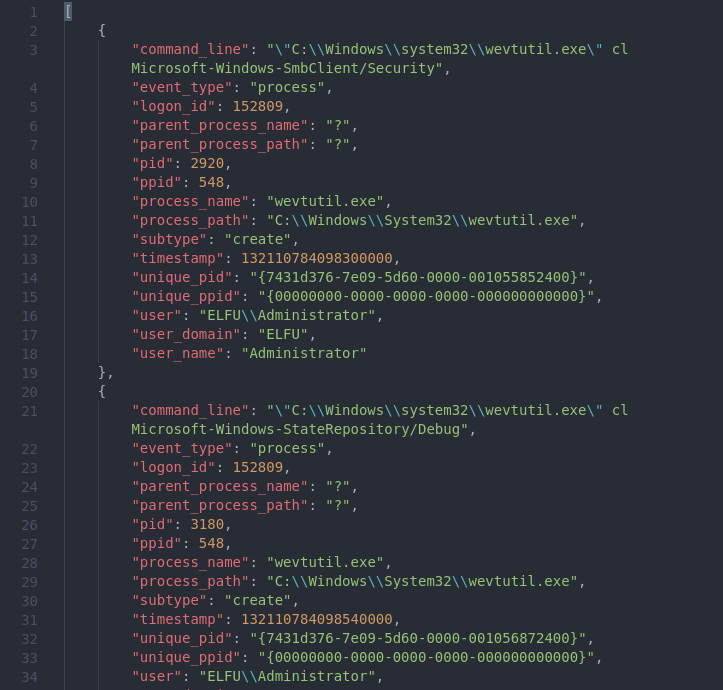 1 [
2 {
3 "command_line": "\"C:\\Windows\\system32\\wevtutil.exe\" cl
Microsoft-Windows-SmbClient/Security",
4 "event_type": "process",
5 "logon_id": 152809,
6 "parent_process_name": "?",
7 "parent_process_path": "?",
8 "pid": 2920,
9 "ppid": 548,
10 "process_name": "wevtutil.exe",
11 "process_path": "C:\\Windows\\System32\\wevtutil.exe",
12 "subtype": "create",
13 "timestamp": 132110784098300000,
14 "unique_pid": "{7431d376-7e09-5d60-0000-001055852400}",
15 "unique_ppid": "{00000000-0000-0000-0000-000000000000}",
16 "user": "ELFU\\Administrator",
17 "user_domain": "ELFU",
18 "user_name": "Administrator"
19 },
20 {
21 "command_line": "\"C:\\Windows\\system32\\wevtutil.exe\" cl
Microsoft-Windows-StateRepository/Debug",
22 "event_type": "process",
23 "logon_id": 152809,
24 "parent_process_name": "?",
25 "parent_process_path": "?",
26 "pid": 3180,
27 "ppid": 548,
28 "process_name": "wevtutil.exe",
29 "process_path": "C:\\Windows\\System32\\wevtutil.exe",
30 "subtype": "create",
31 "timestamp": 132110784098540000,
32 "unique_pid": "{7431d376-7e09-5d60-0000-001056872400}",
33 "unique_ppid": "{00000000-0000-0000-0000-000000000000}",
34 "user": "ELFU\\Administrator",